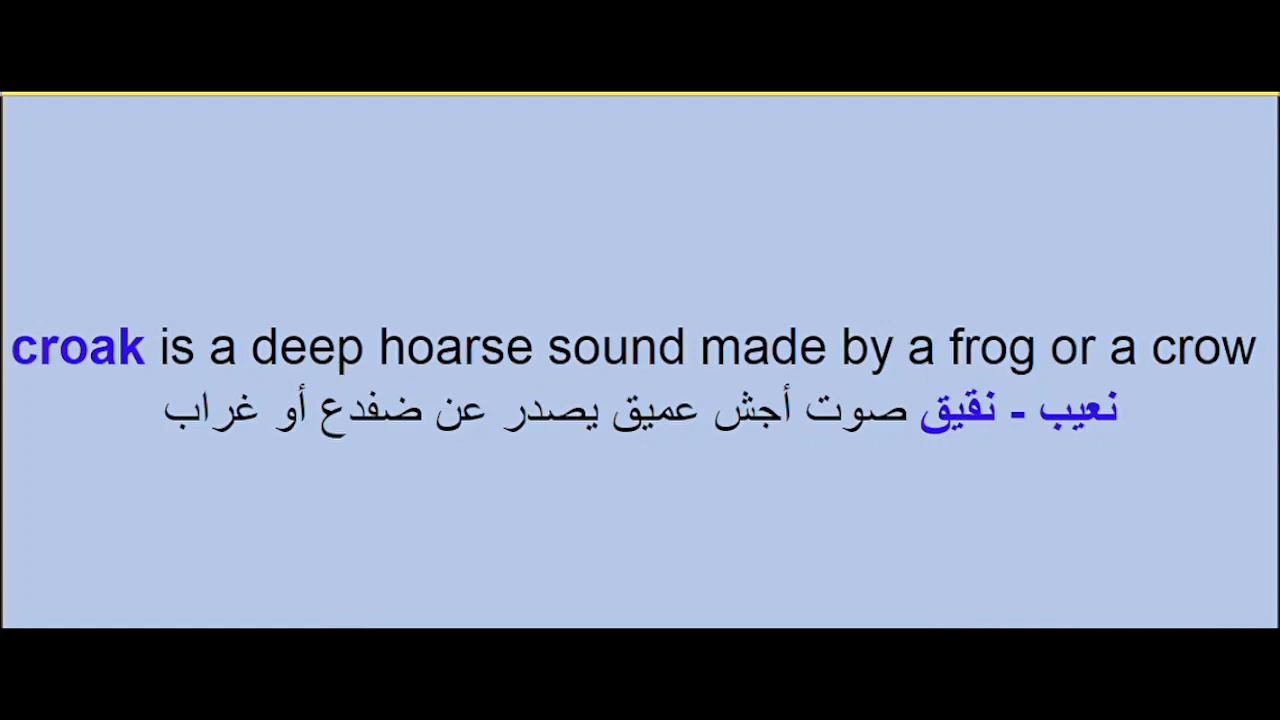 croak is a deep hoarse sound made by a frog or a crow
نعيب - نقيق صوت أجش عميق يصدر عن ضفدع أو غراب